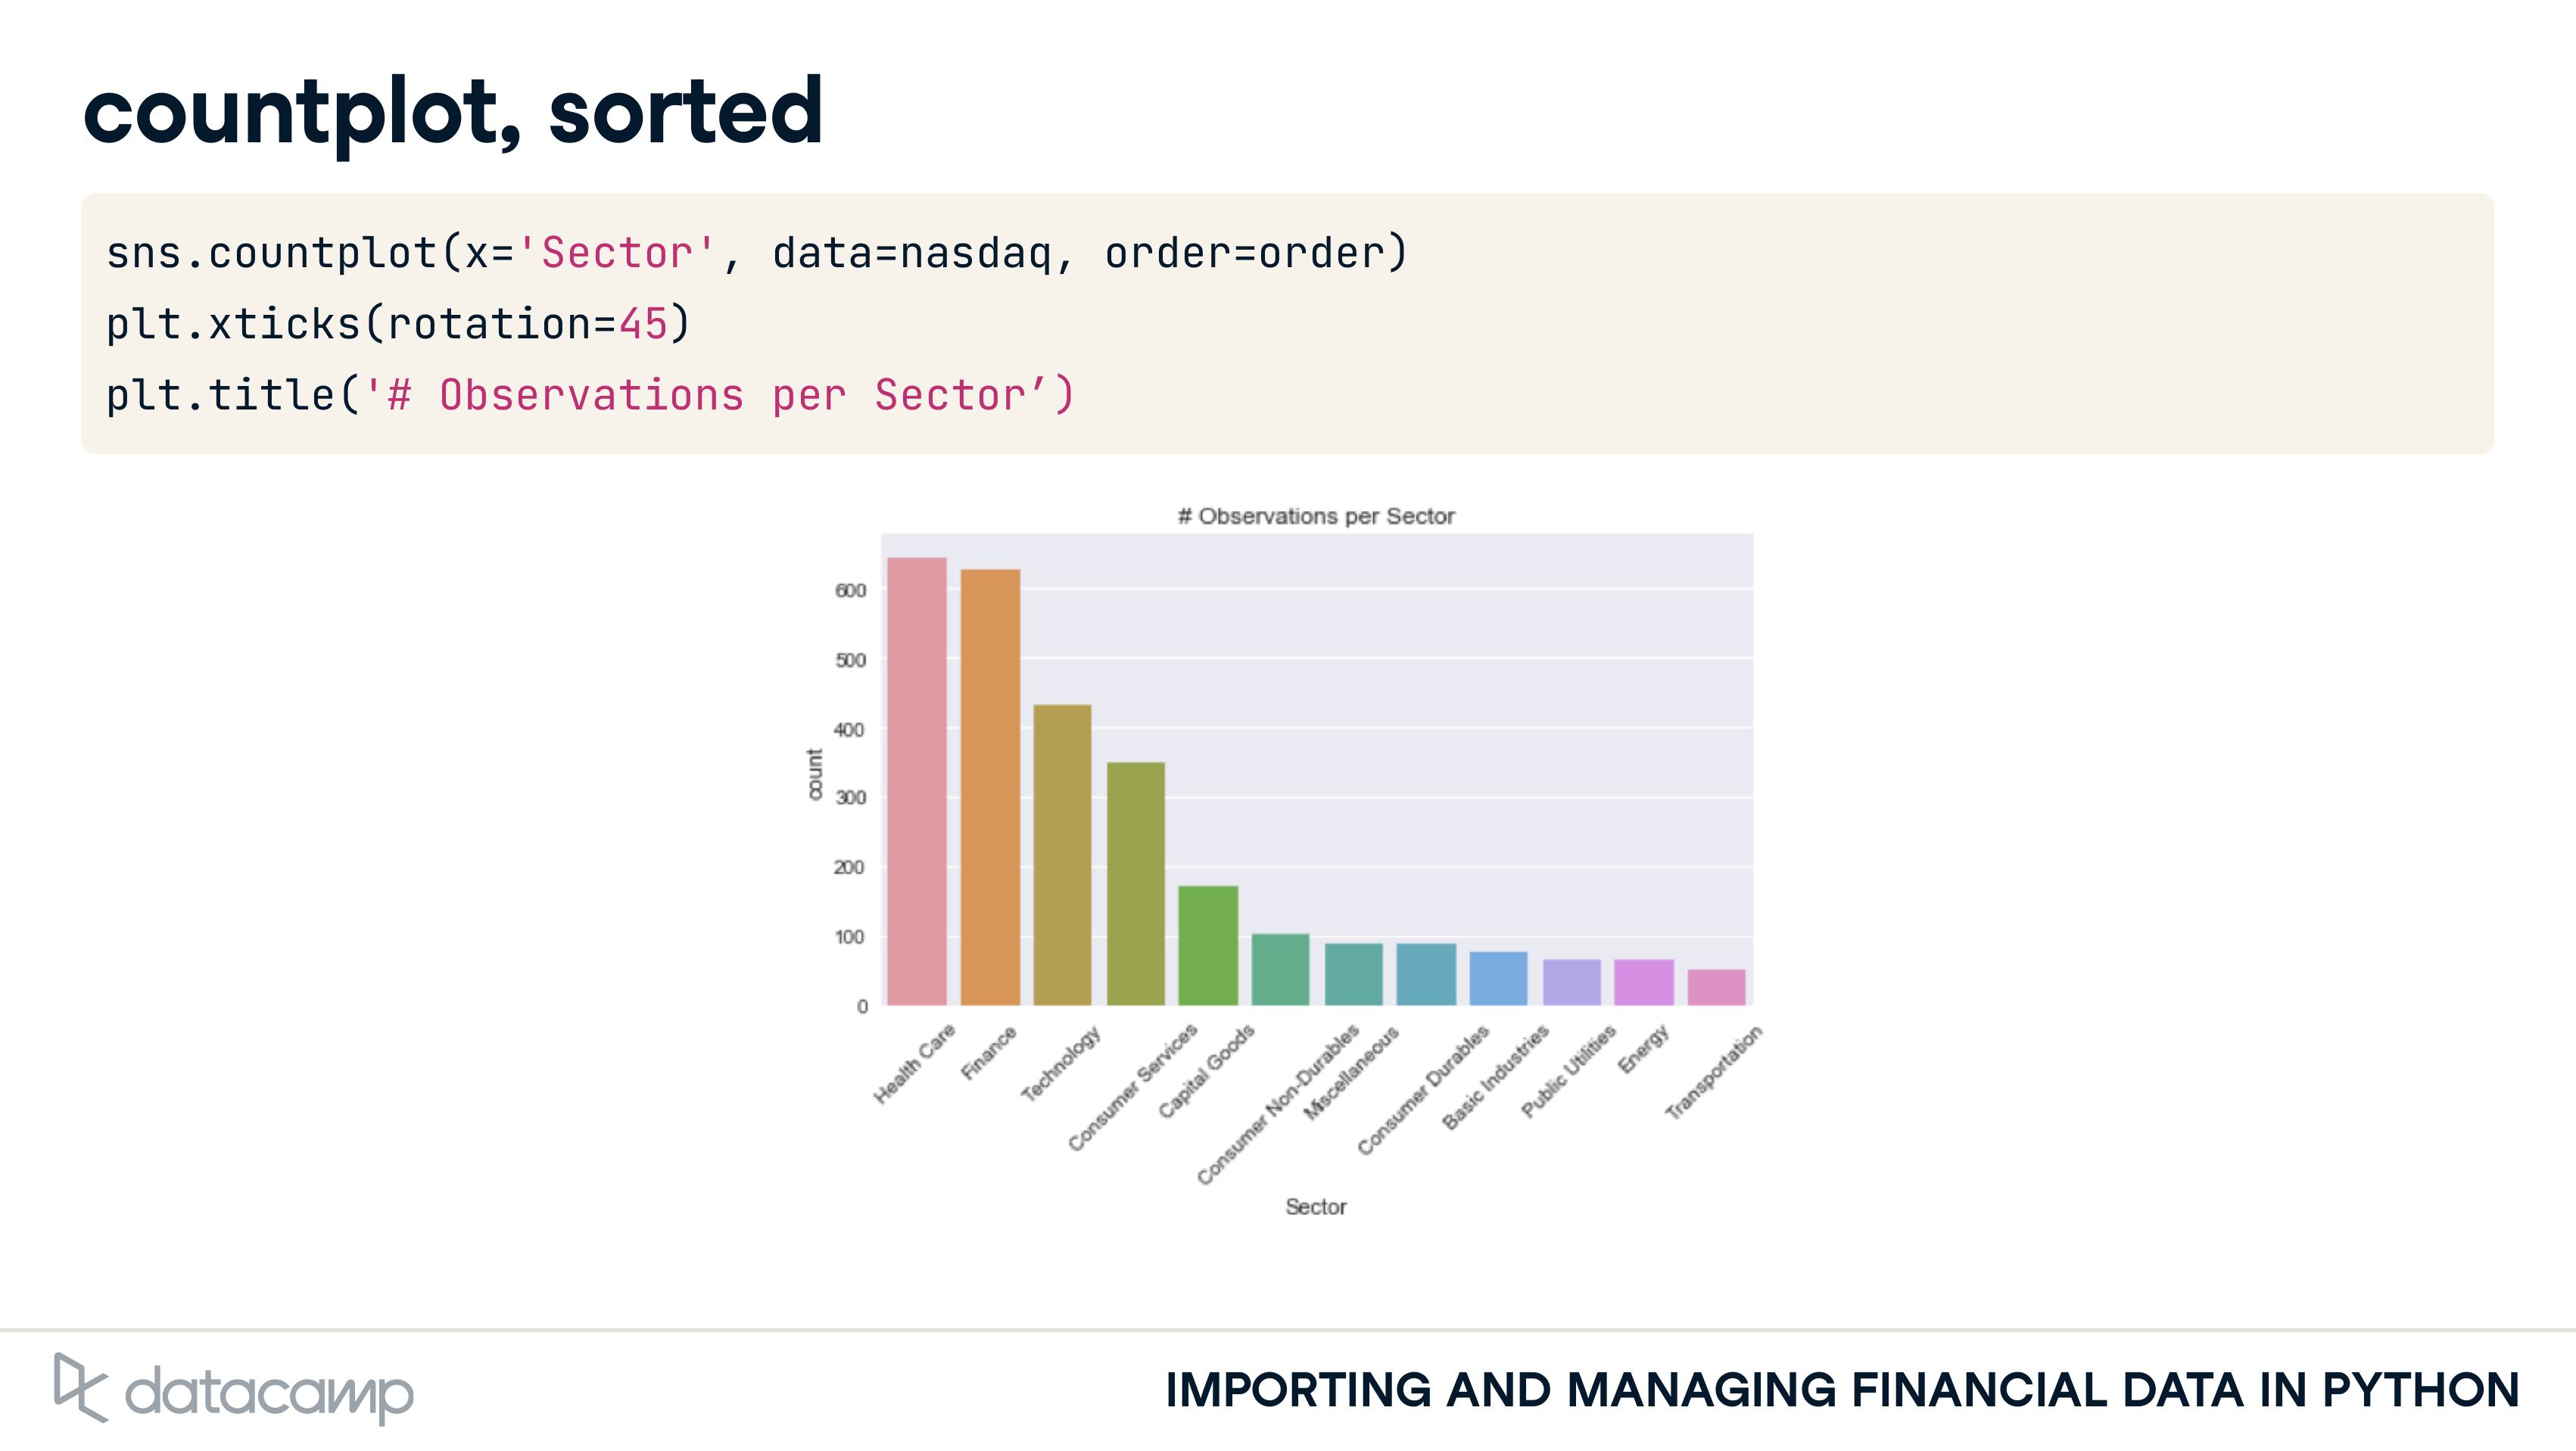 countplot, sorted
sns.countplot(x='Sector', data=nasdaq, order=order)
plt.xticks(rotation=45)
plt.title('# Observations per Sector’)
# Observations per Sector
600
500
400
300
200
100
0
count
Health Care
Finance
Technology
Consumer Services
Capital Goods
Consumer Non-Durables
Miscellaneous
Consumer Durables
Basic Industries
Public Utilities
Energy
Transportation
Sector
datacamp
IMPORTING AND MANAGING FINANCIAL DATA IN PYTHON